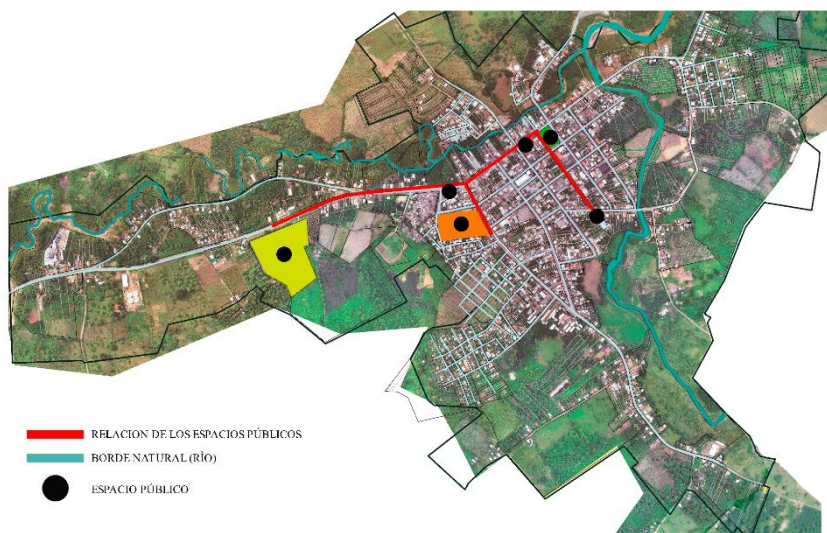 RELACION DE LOS ESPACIOS PÚBLICOS
BORDE NATURAL (RÌO)
ESPACIO PÚBLICO